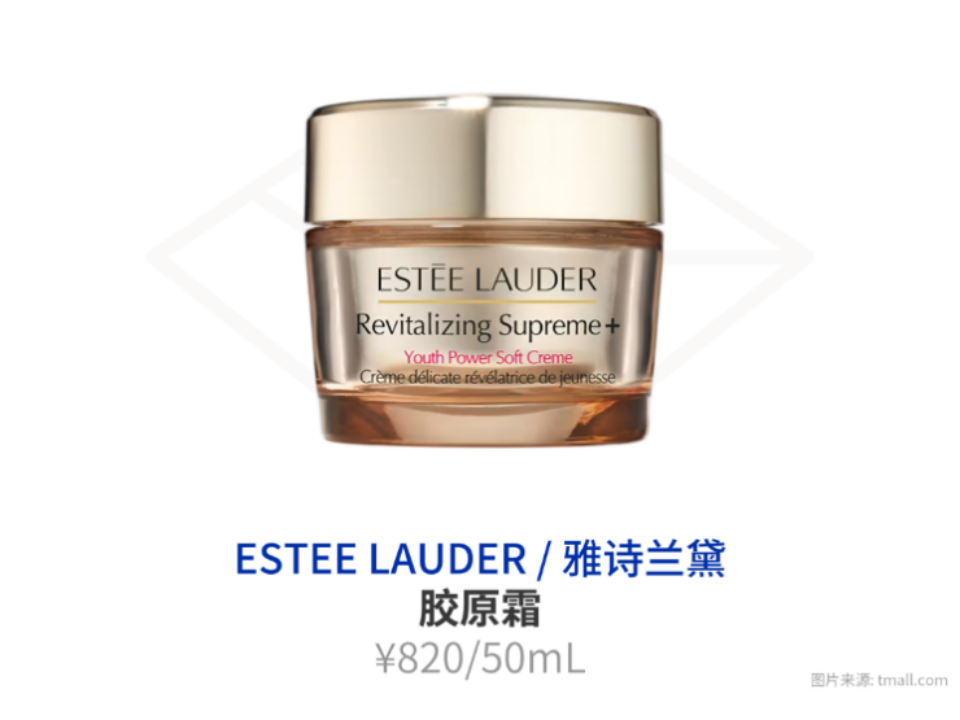 ESTĒE LAUDER
Revitalizing Supreme+
Youth Power Soft Creme
Crème délicate révélatrice de jeunesse
ESTEE LAUDER / 雅诗兰黛
胶原霜
¥820/50mL
图片来源: tmall.com